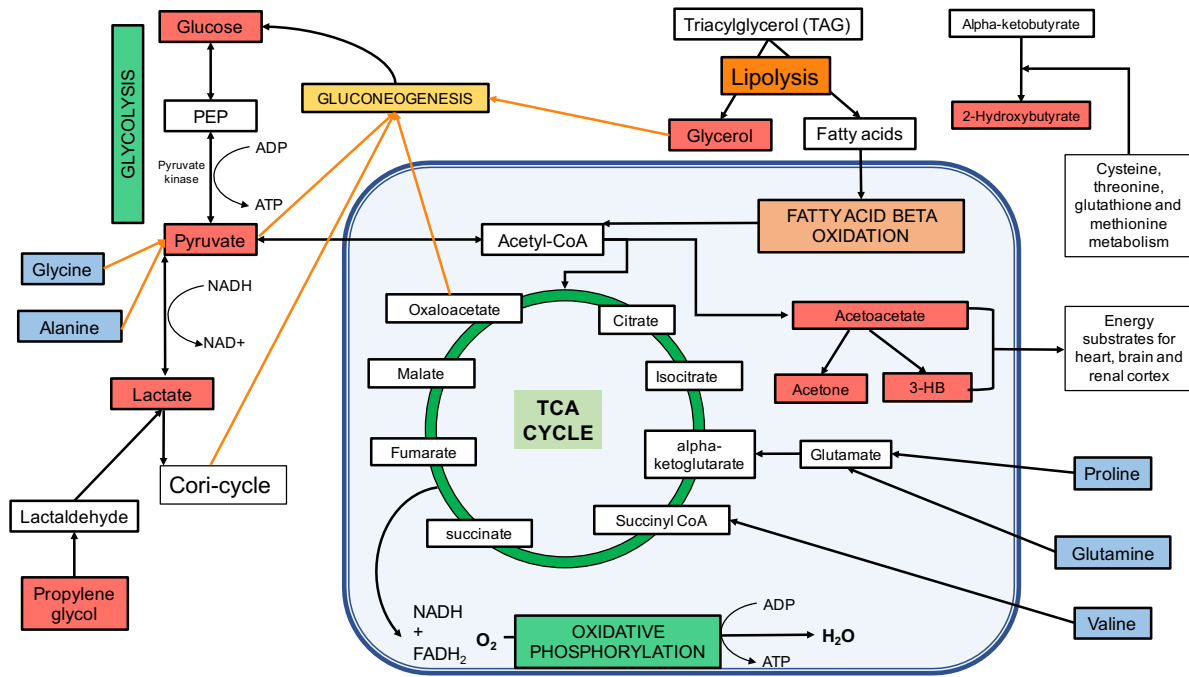 Glucose
GLYCOLYSIS
PEP
Pyruvate
kinase
ADP
ATP
Pyruvate
Glycine
Alanine
NADH
NAD+
Lactate
Cori-cycle
Lactaldehyde
Propylene
glycol
GLUCONEOGENESIS
Triacylglycerol (TAG)
Lipolysis
Glycerol
Fatty acids
Alpha-ketobutyrate
2-Hydroxybutyrate
Cysteine,
threonine,
glutathione and
methionine
metabolism
FATTY ACID BETA
OXIDATION
Acetyl-CoA
Oxaloacetate
Citrate
Malate
Isocitrate
TCA
CYCLE
Fumarate
alpha-
ketoglutarate
succinate
Succinyl CoA
Acetoacetate
Acetone
3-HB
Energy
substrates for
heart, brain and
renal cortex
Glutamate
Proline
Glutamine
Valine
NADH
+
FADH₂
O₂
OXIDATIVE
PHOSPHORYLATION
ADP
ATP
H₂O